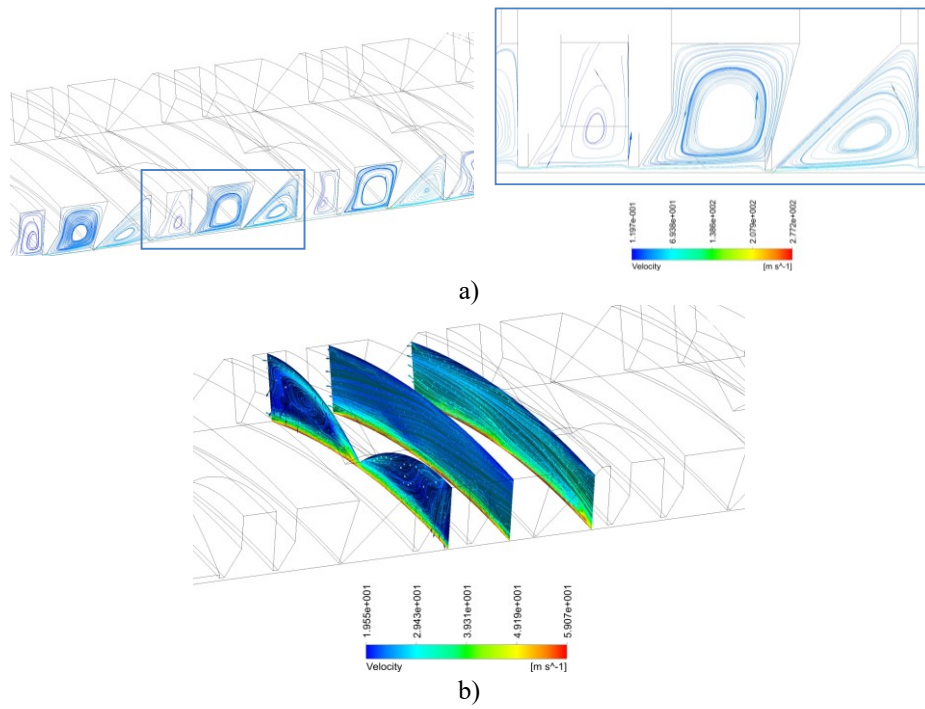 1.197e-001
6.938e+001
1.386e+002
2.079e+002
2.772e+002
Velocity [m s^-1]
a)
1.955e+001
2.943e+001
3.931e+001
4.919e+001
5.907e+001
Velocity [m s^-1]
b)